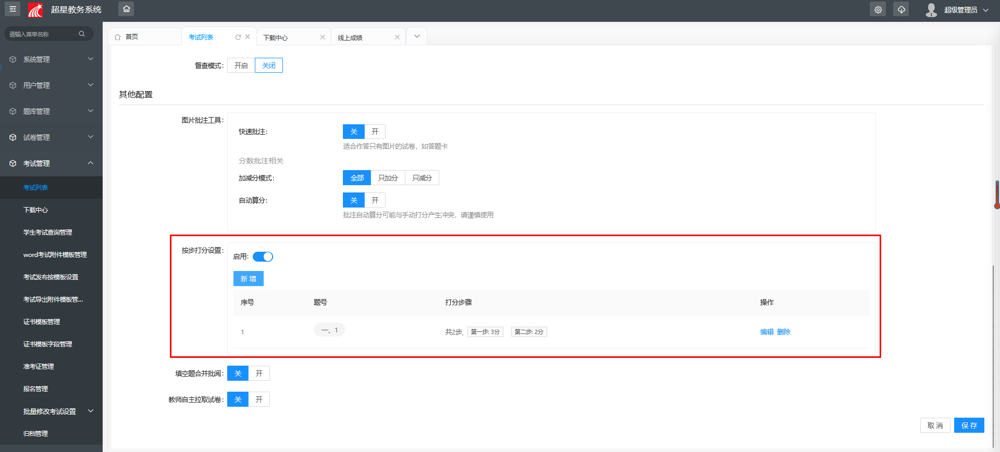 超星教务系统
超级管理员
请输入菜单名称
系统管理
用户管理
题库管理
试卷管理
考试管理
考试列表
下载中心
学生考试查询管理
word考试附件模板管理
考试发布按模板设置
考试导出附件模板管...
证书模板管理
证书模板字段管理
准考证管理
报名管理
批量修改考试设置
归档管理
首页 考试列表 下载中心 线上成绩
督查模式： 开启 关闭
其他配置
图片批注工具：
快速批注： 关 开
适合作答只有图片的试卷，如答题卡
分数批注相关
加减分模式： 全部 只加分 只减分
自动算分： 关 开
批注自动算分可能与手动打分产生冲突，请谨慎使用
按步打分设置：
启用：
新增
序号 题号 打分步骤 操作
1 一、1 共2步, 第一步: 3分 第二步: 2分 编辑 删除
填空题合并批阅： 关 开
教师自主拉取试卷： 关 开
取消 保存